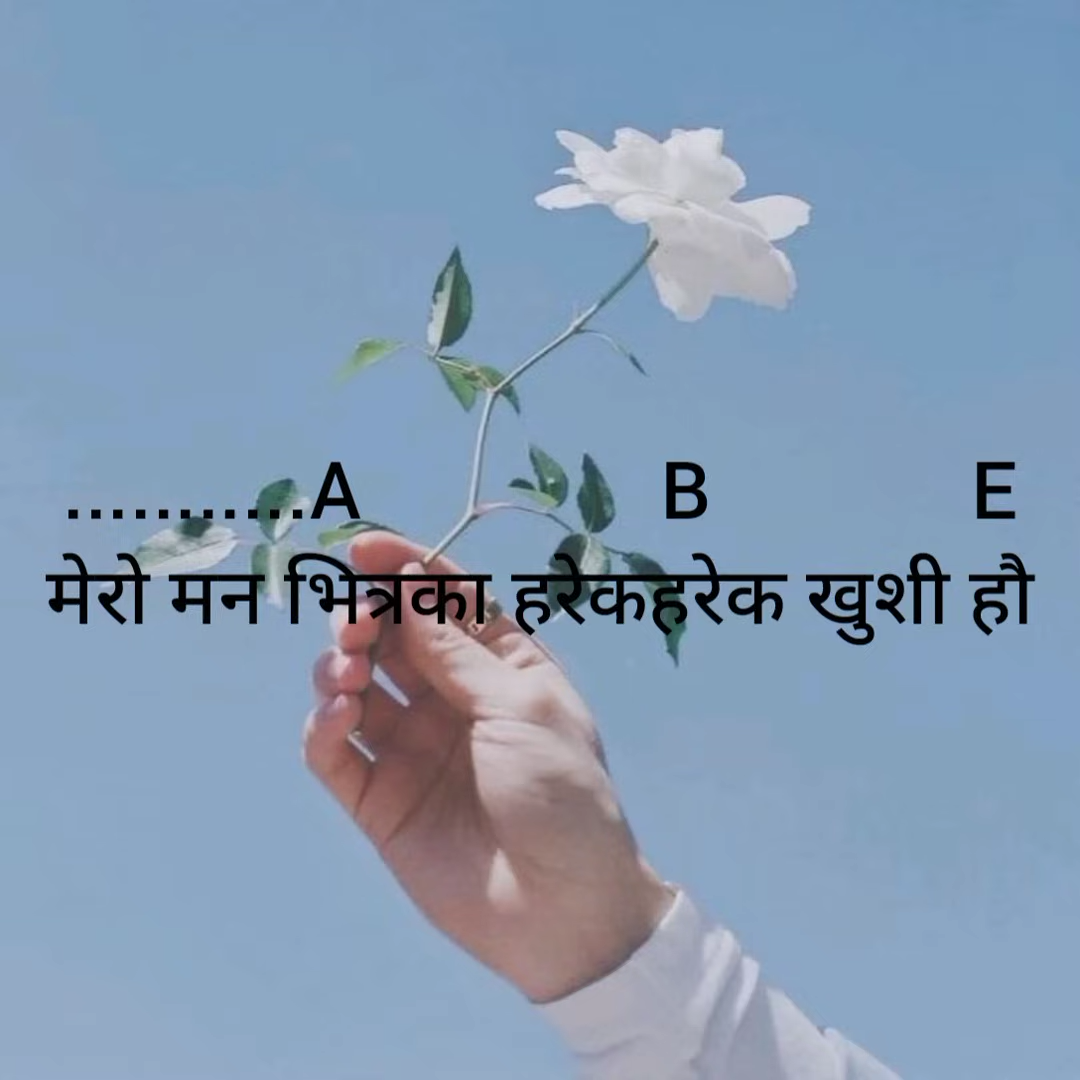 ...........A B E
मेरो मन भित्रका हरेकहरेक खुशी हौ